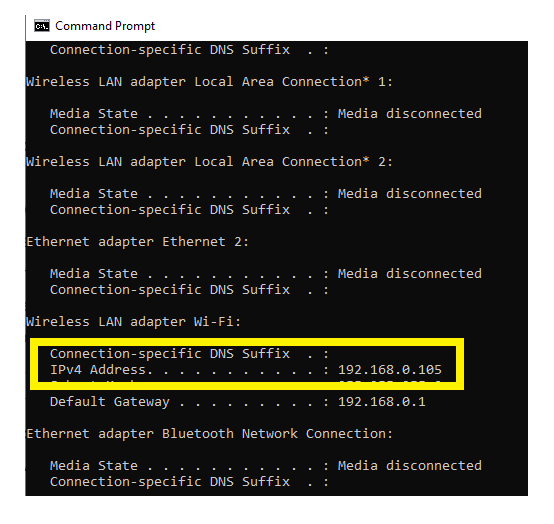 Command Prompt
Connection-specific DNS Suffix  . :
Wireless LAN adapter Local Area Connection* 1:
Media State . . . . . . . . . . . : Media disconnected
Connection-specific DNS Suffix  . :
Wireless LAN adapter Local Area Connection* 2:
Media State . . . . . . . . . . . : Media disconnected
Connection-specific DNS Suffix  . :
Ethernet adapter Ethernet 2:
Media State . . . . . . . . . . . : Media disconnected
Connection-specific DNS Suffix  . :
Wireless LAN adapter Wi-Fi:
Connection-specific DNS Suffix  . :
IPv4 Address. . . . . . . . . . . : 192.168.0.105
Default Gateway . . . . . . . . . : 192.168.0.1
Ethernet adapter Bluetooth Network Connection:
Media State . . . . . . . . . . . : Media disconnected
Connection-specific DNS Suffix  . :